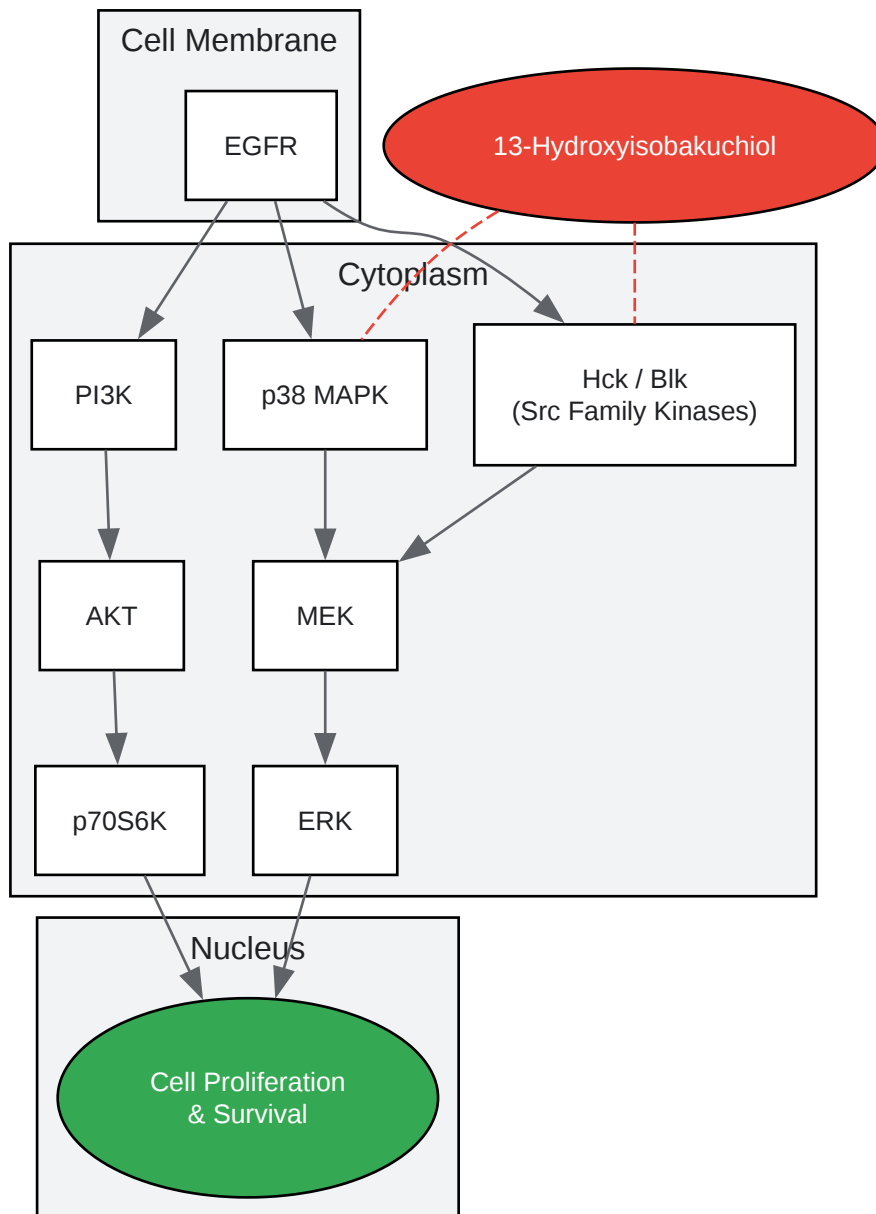 Cell Membrane
EGFR
13-Hydroxyisobakuchiol
Cytoplasm
PI3K
p38 MAPK
Hck / Blk
(Src Family Kinases)
AKT
MEK
p70S6K
ERK
Nucleus
Cell Proliferation
& Survival